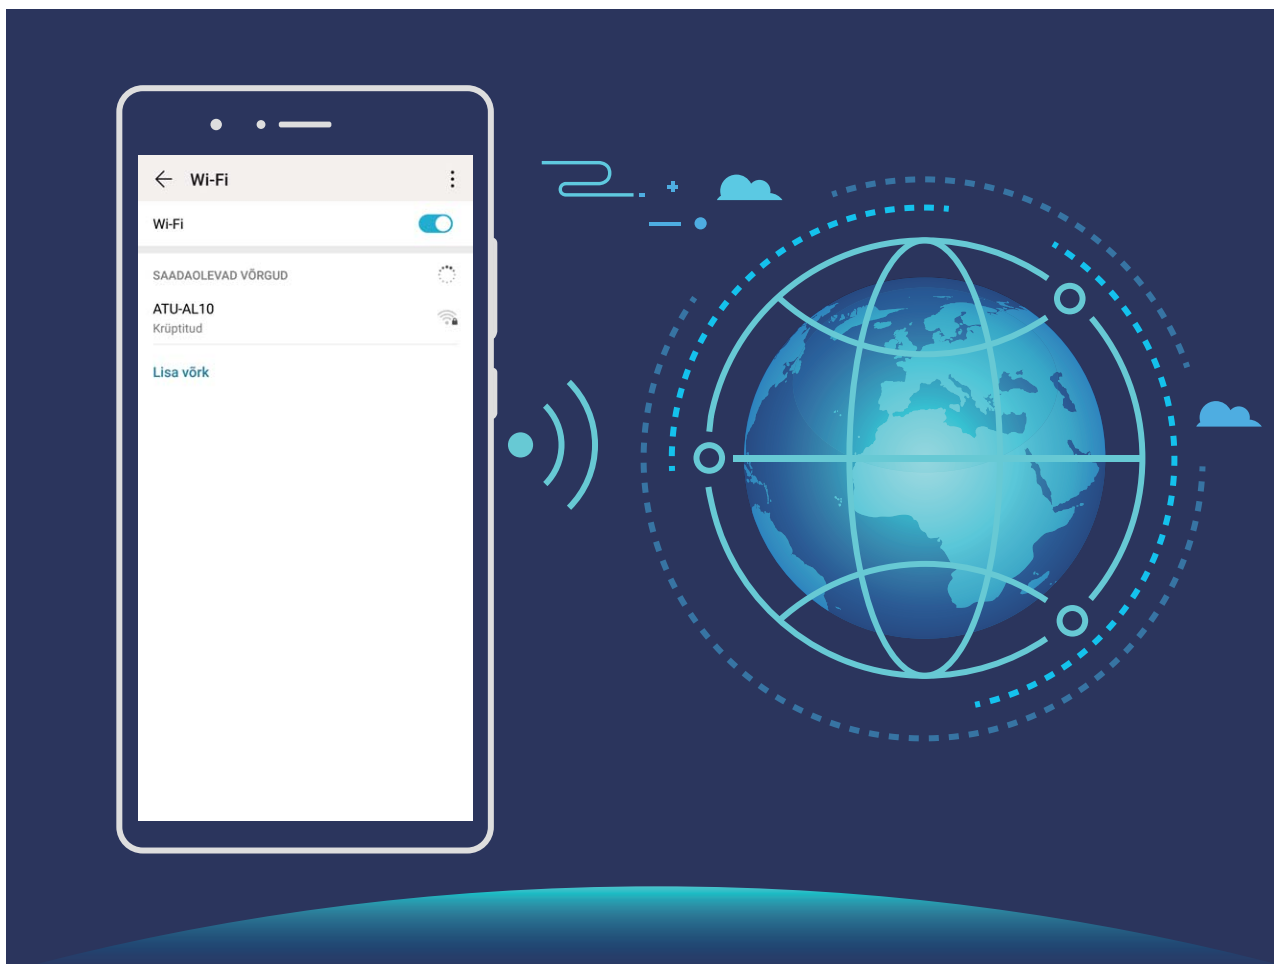 Wi-Fi
Wi-Fi
SAADAOLEVAD VÕRGUD
ATU-AL10
Krüptitud
Lisa võrk